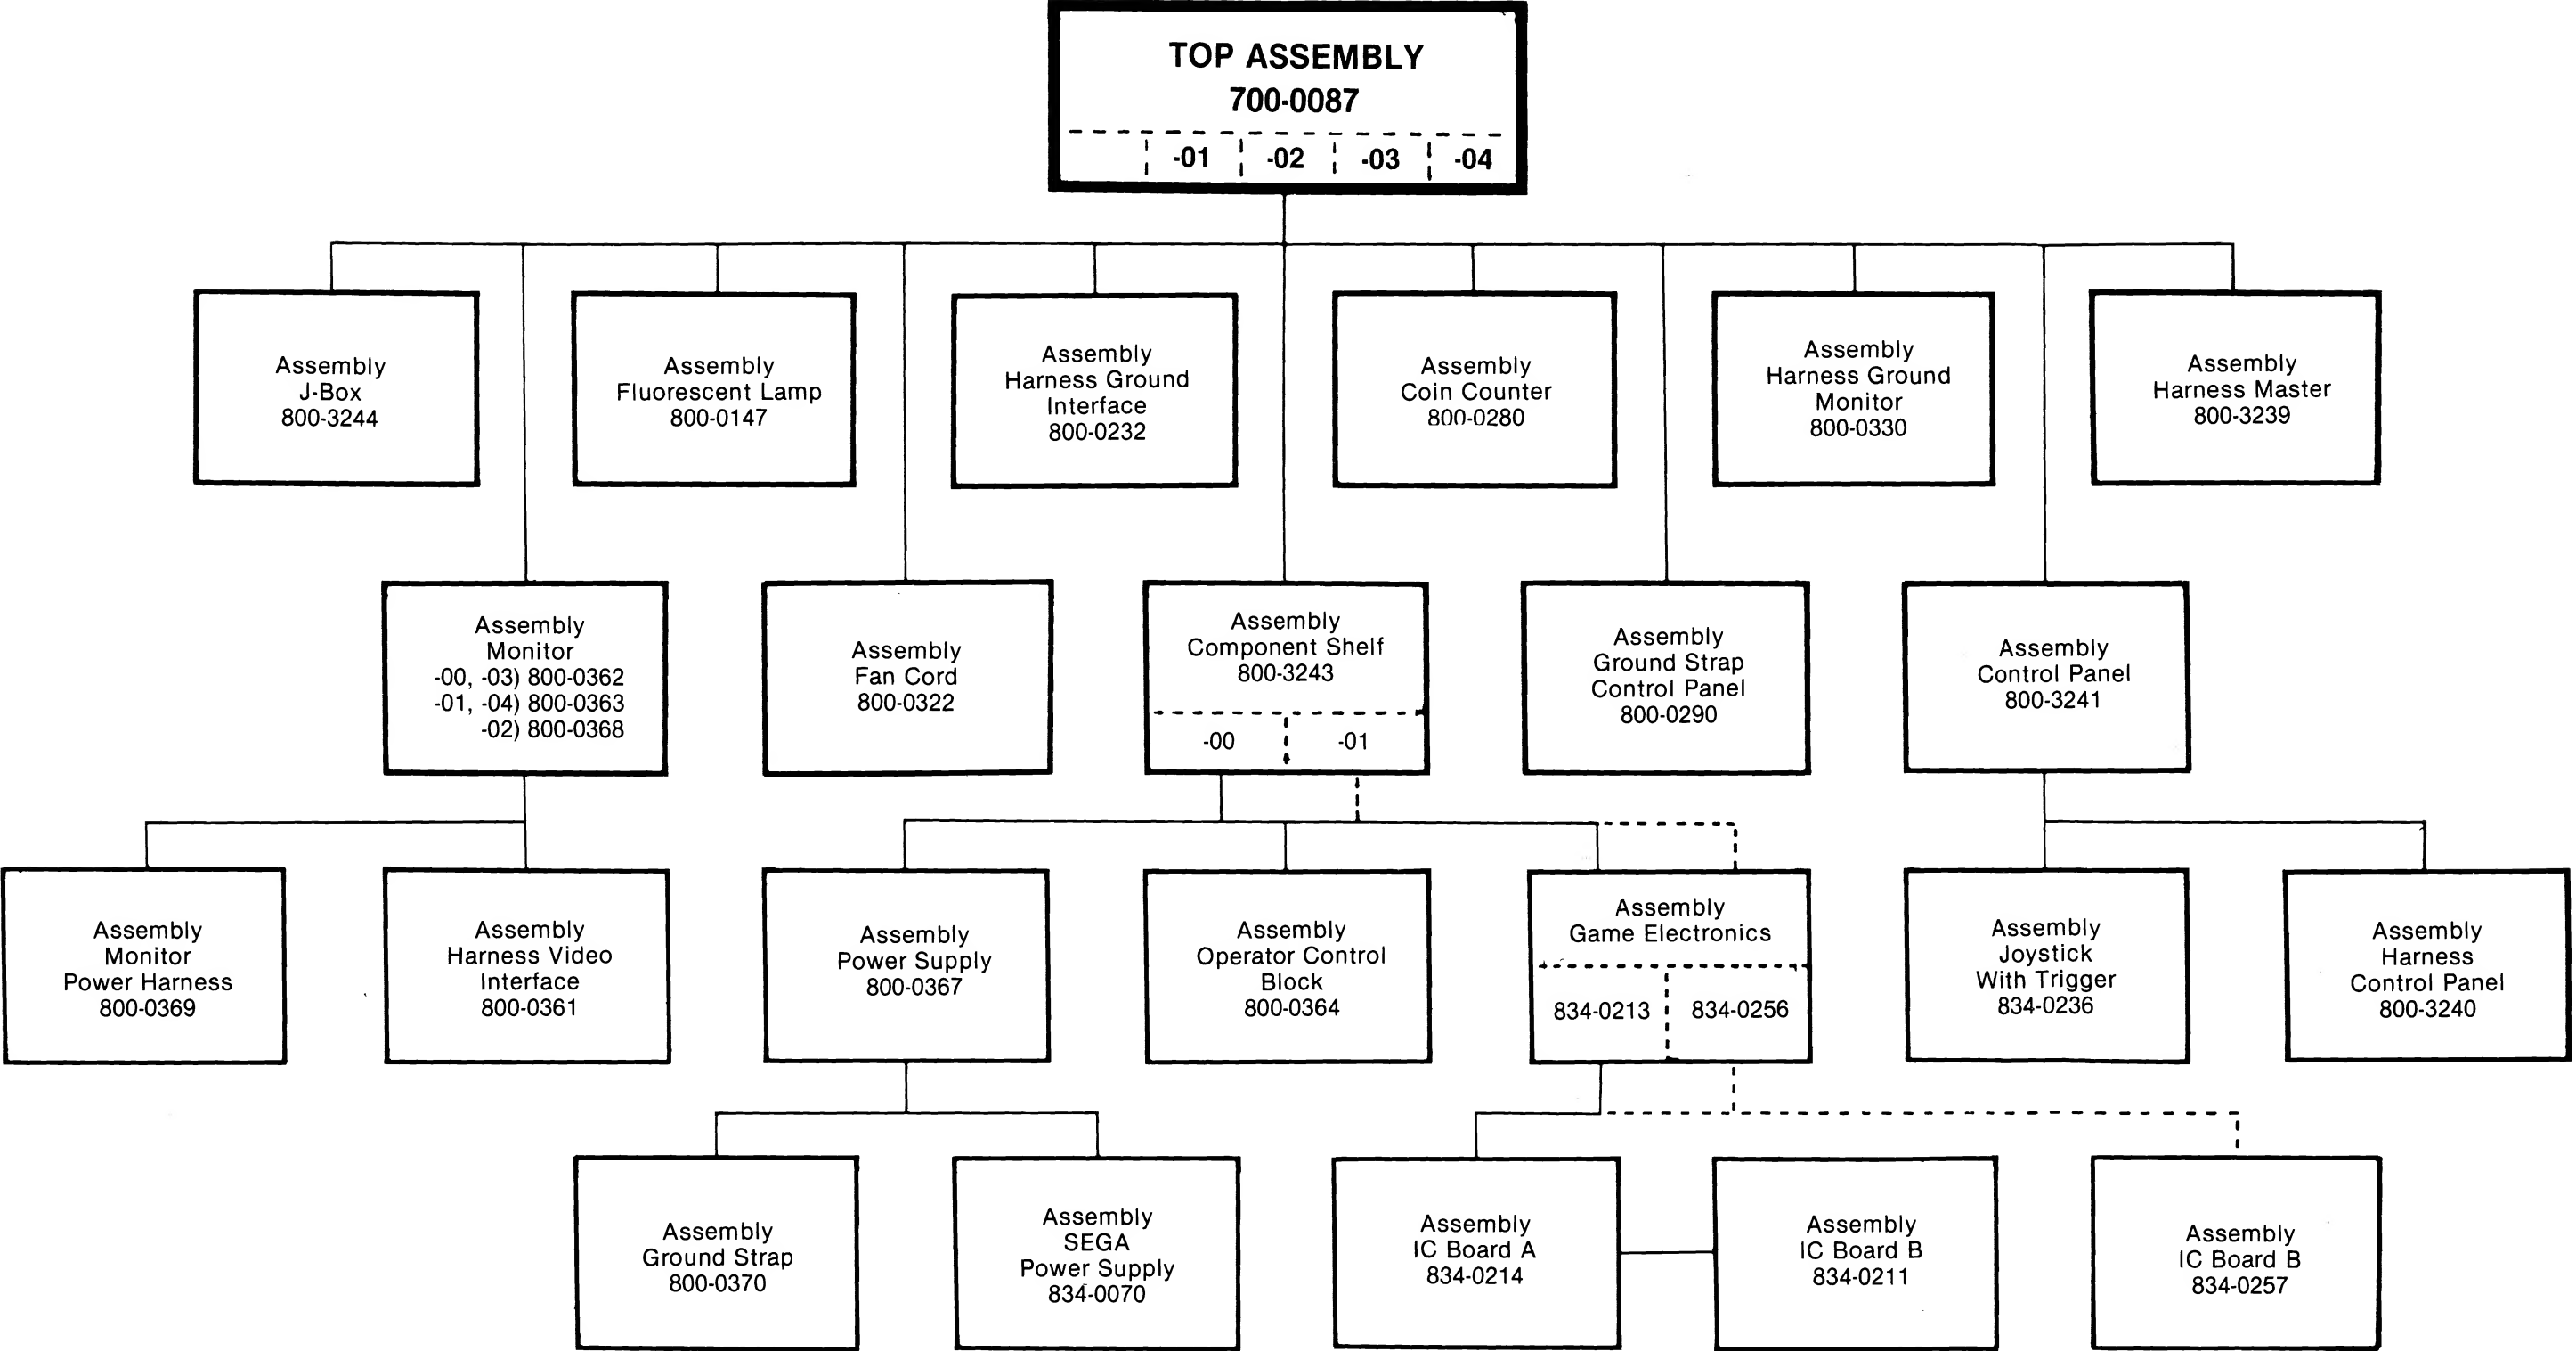 TOP ASSEMBLY
700-0087
-01 -02 -03 -04
Assembly
J-Box
800-3244
Assembly
Fluorescent Lamp
800-0147
Assembly
Harness Ground
Interface
800-0232
Assembly
Coin Counter
800-0280
Assembly
Harness Ground
Monitor
800-0330
Assembly
Harness Master
800-3239
Assembly
Monitor
-00, -03) 800-0362
-01, -04) 800-0363
-02) 800-0368
Assembly
Fan Cord
800-0322
Assembly
Component Shelf
800-3243
-00 -01
Assembly
Ground Strap
Control Panel
800-0290
Assembly
Control Panel
800-3241
Assembly
Monitor
Power Harness
800-0369
Assembly
Harness Video
Interface
800-0361
Assembly
Power Supply
800-0367
Assembly
Operator Control
Block
800-0364
Assembly
Game Electronics
834-0213 834-0256
Assembly
Joystick
With Trigger
834-0236
Assembly
Harness
Control Panel
800-3240
Assembly
Ground Strap
800-0370
Assembly
SEGA
Power Supply
834-0070
Assembly
IC Board A
834-0214
Assembly
IC Board B
834-0211
Assembly
IC Board B
834-0257